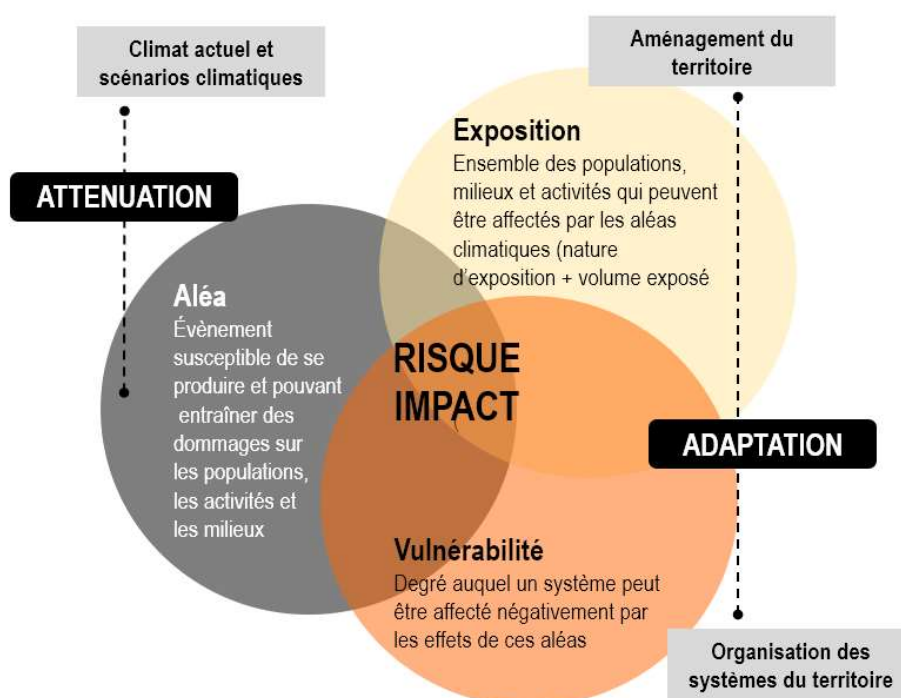 Climat actuel et
scénarios climatiques
Aménagement du
territoire
ATTENUATION
Exposition
Ensemble des populations,
milieux et activités qui peuvent
être affectés par les aléas
climatiques (nature
d'exposition + volume exposé
Aléa
Évènement
susceptible de se
produire et pouvant
entraîner des
dommages sur
les populations,
les activités et
les milieux
RISQUE
IMPACT
(
ADAPTATION
Vulnérabilité
Degré auquel un système peut
être affecté négativement par
les effets de ces aléas
Organisation des
systèmes du territoire